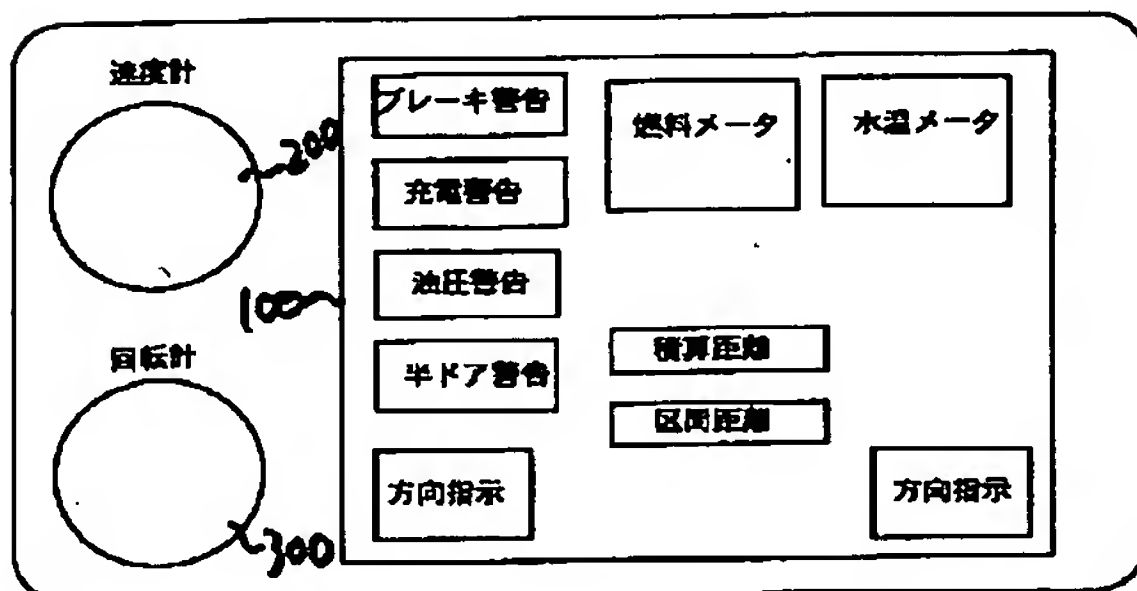 速度計
200
ブレーキ警告
燃料メータ
水温メータ
充電警告
油圧警告
100
回転計
半ドア警告
積算距離
区間距離
方向指示
方向指示
300